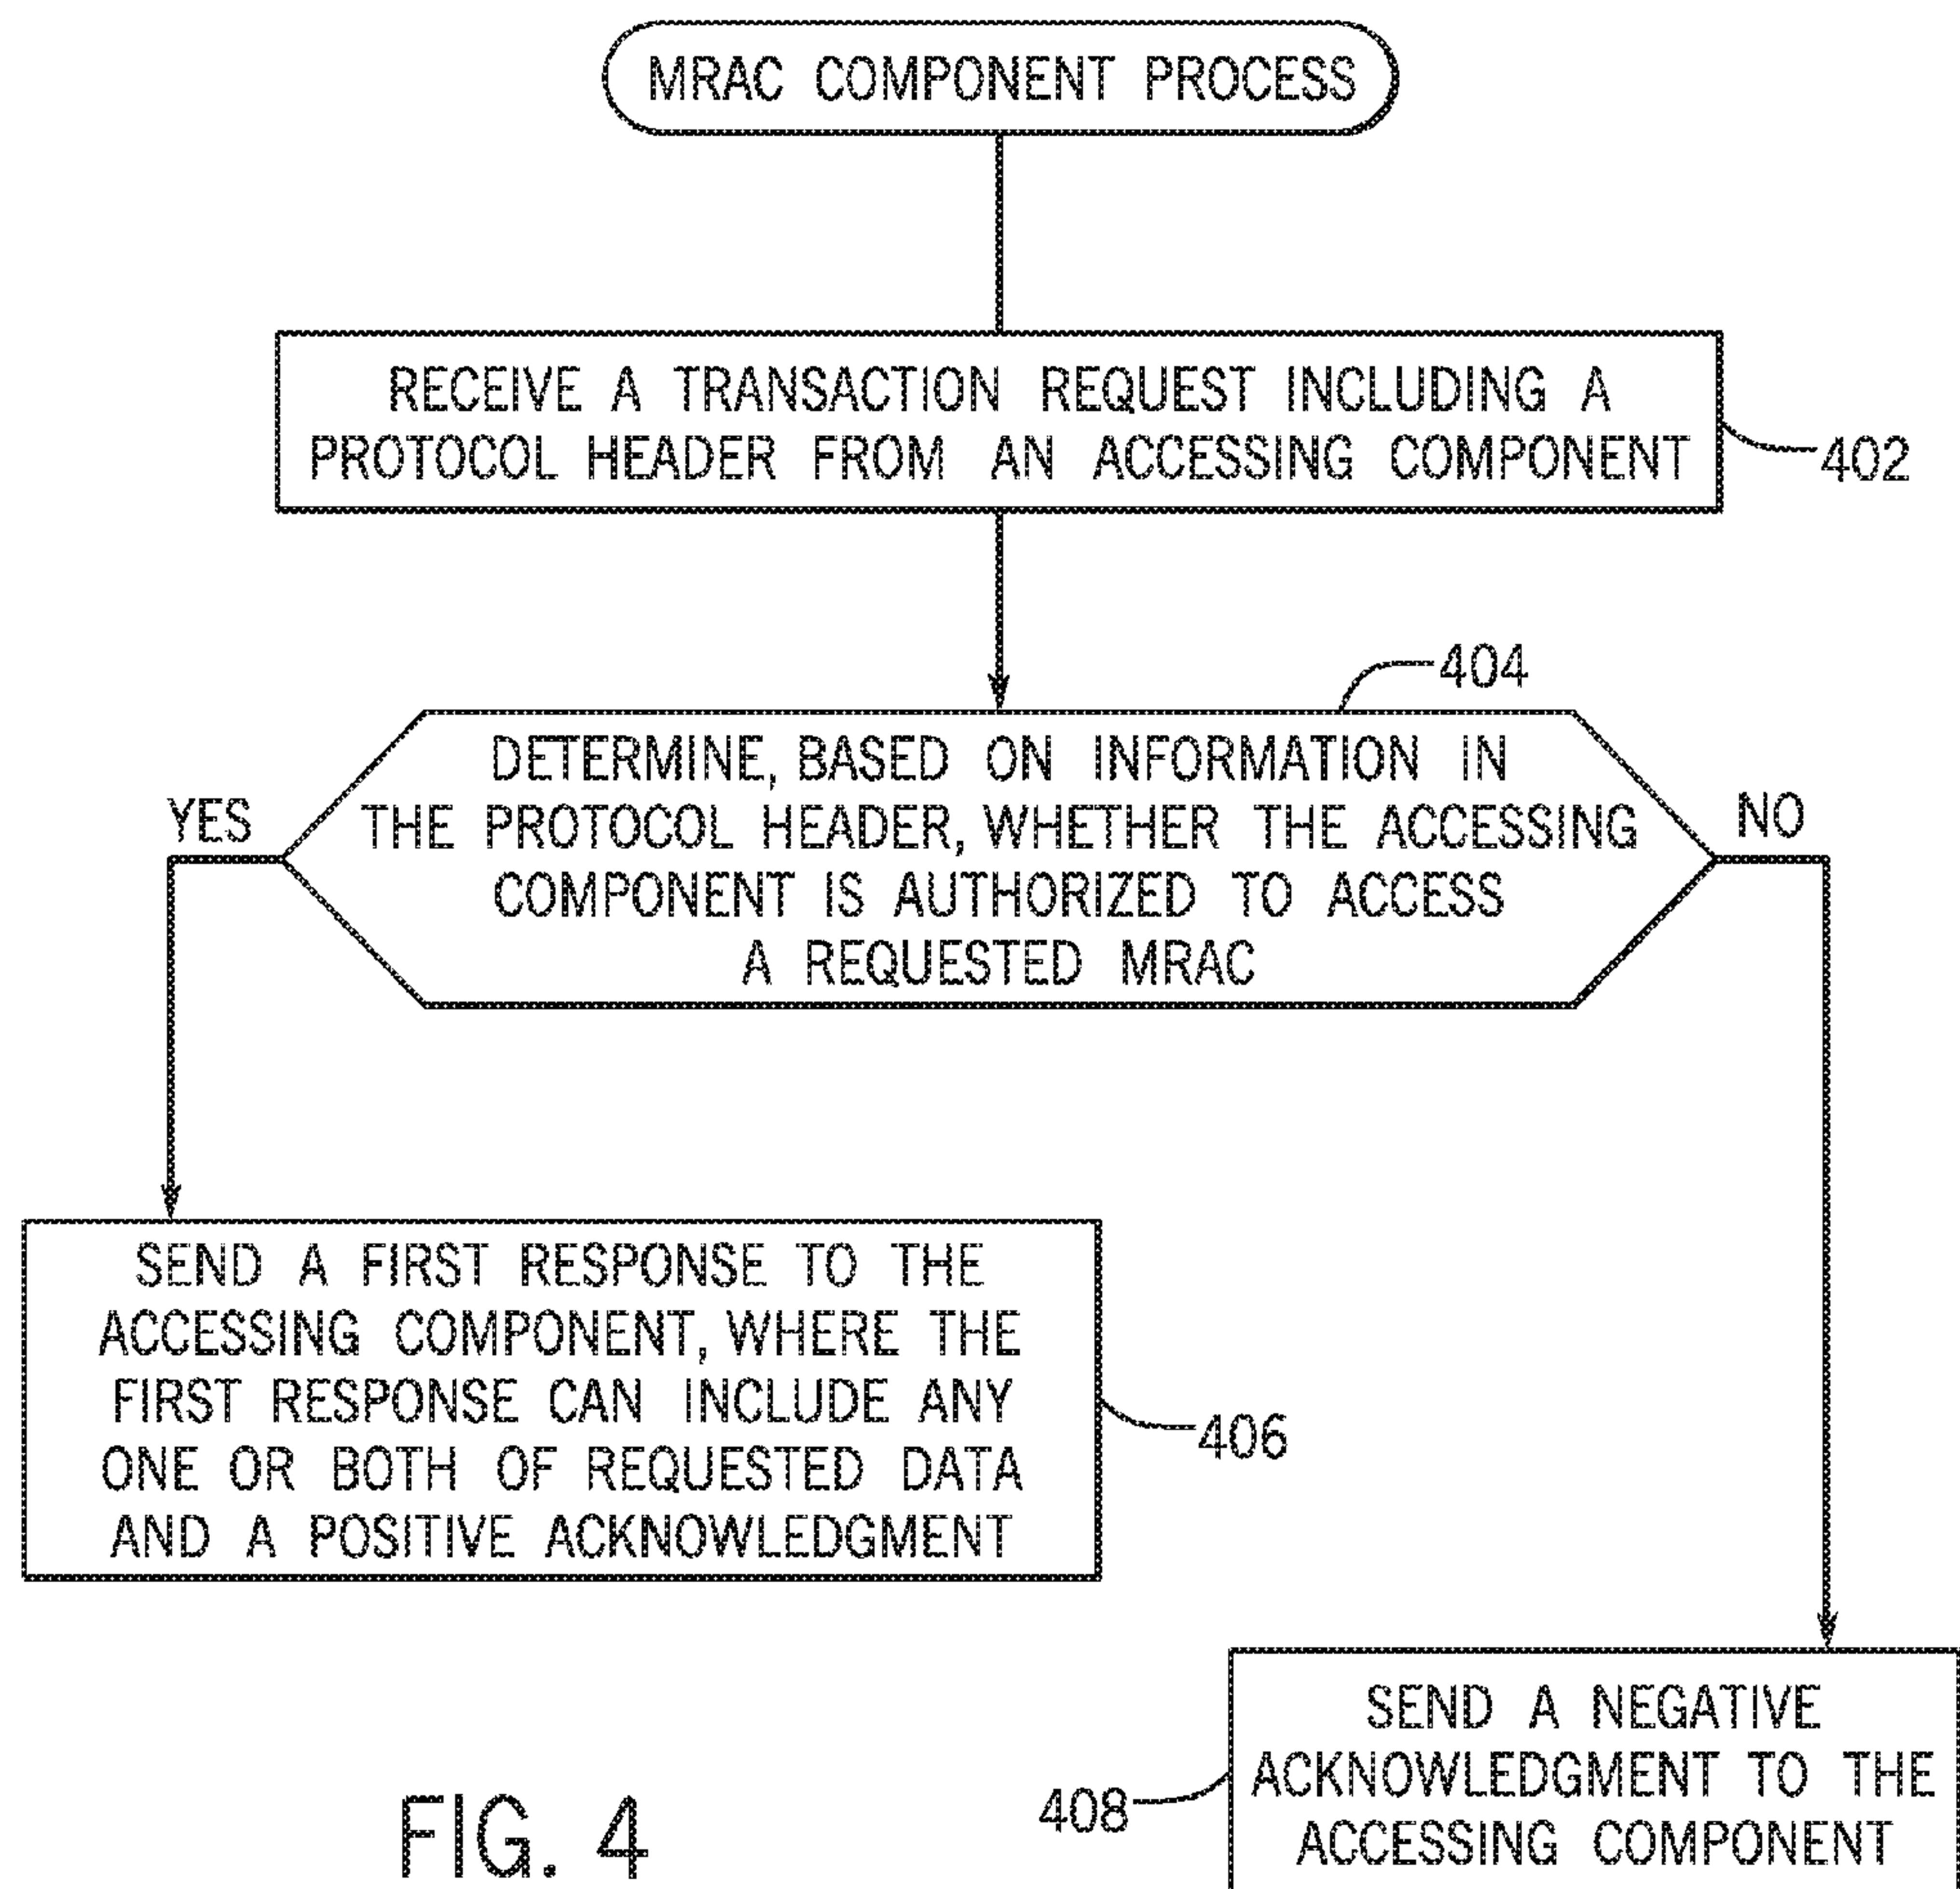 MRAC COMPONENT PROCESS
RECEIVE A TRANSACTION REQUEST INCLUDING A
PROTOCOL HEADER FROM AN ACCESSING COMPONENT
402
404
DETERMINE, BASED ON INFORMATION IN
THE PROTOCOL HEADER, WHETHER THE ACCESSING
COMPONENT IS AUTHORIZED TO ACCESS
A REQUESTED MRAC
YES
NO
SEND A FIRST RESPONSE TO THE
ACCESSING COMPONENT, WHERE THE
FIRST RESPONSE CAN INCLUDE ANY
ONE OR BOTH OF REQUESTED DATA
AND A POSITIVE ACKNOWLEDGMENT
406
SEND A NEGATIVE
ACKNOWLEDGMENT TO THE
ACCESSING COMPONENT
408
FIG. 4